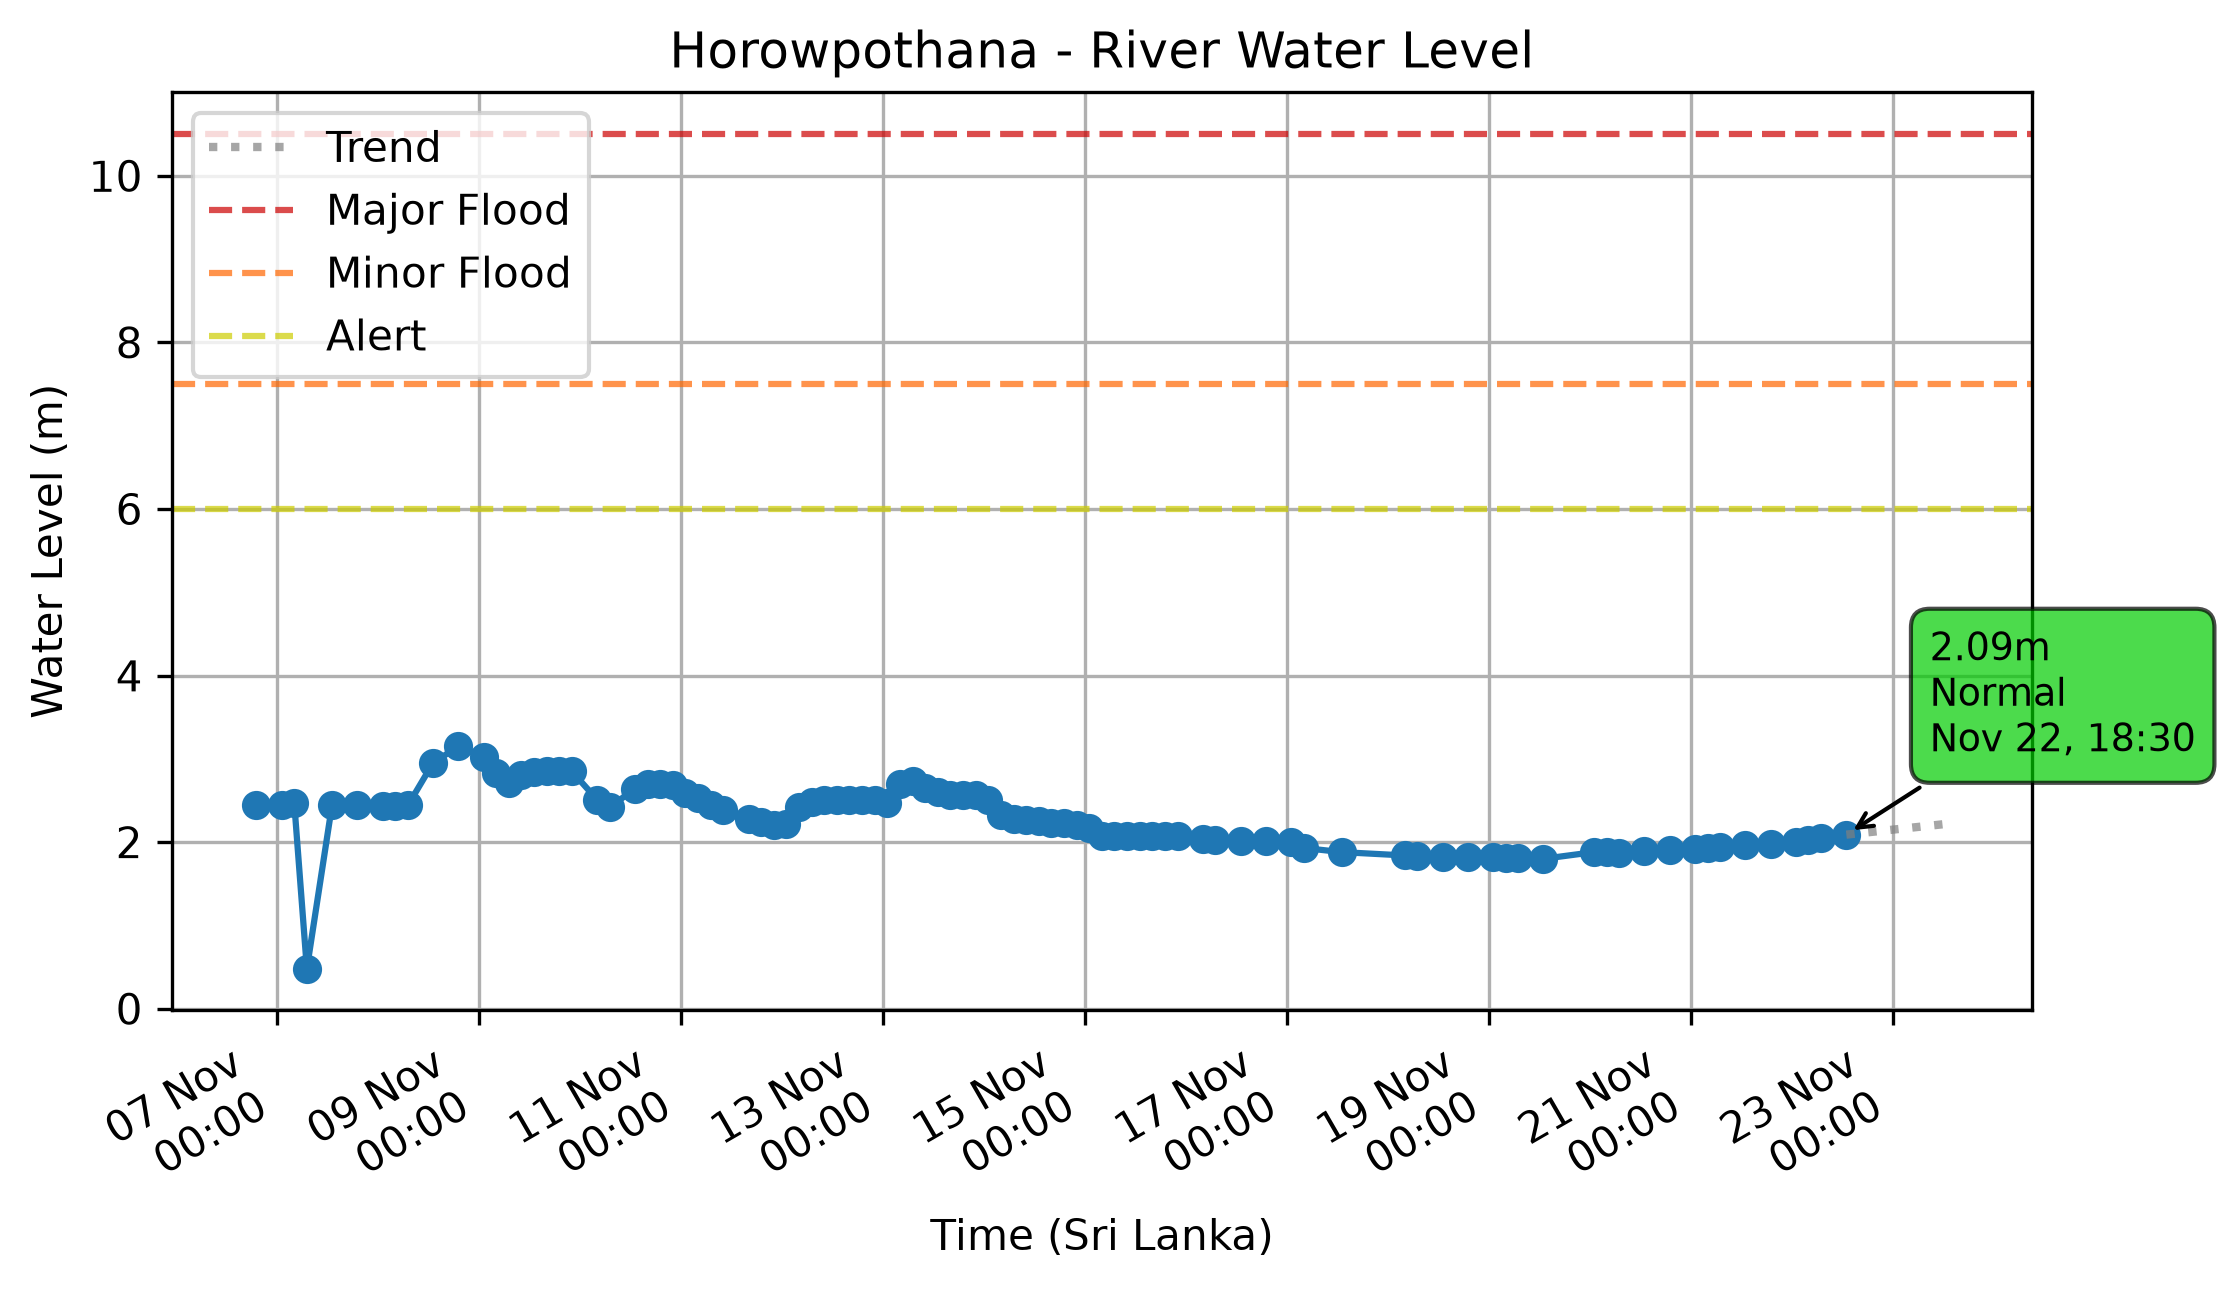 Horowpothana - River Water Level
Trend
Major Flood
Minor Flood
Alert
10
8
6
4
2
0
Water Level (m)
2.09m
Normal
Nov 22, 18:30
07 Nov
00:00
09 Nov
00:00
11 Nov
00:00
13 Nov
00:00
15 Nov
00:00
17 Nov
00:00
19 Nov
00:00
21 Nov
00:00
23 Nov
00:00
Time (Sri Lanka)